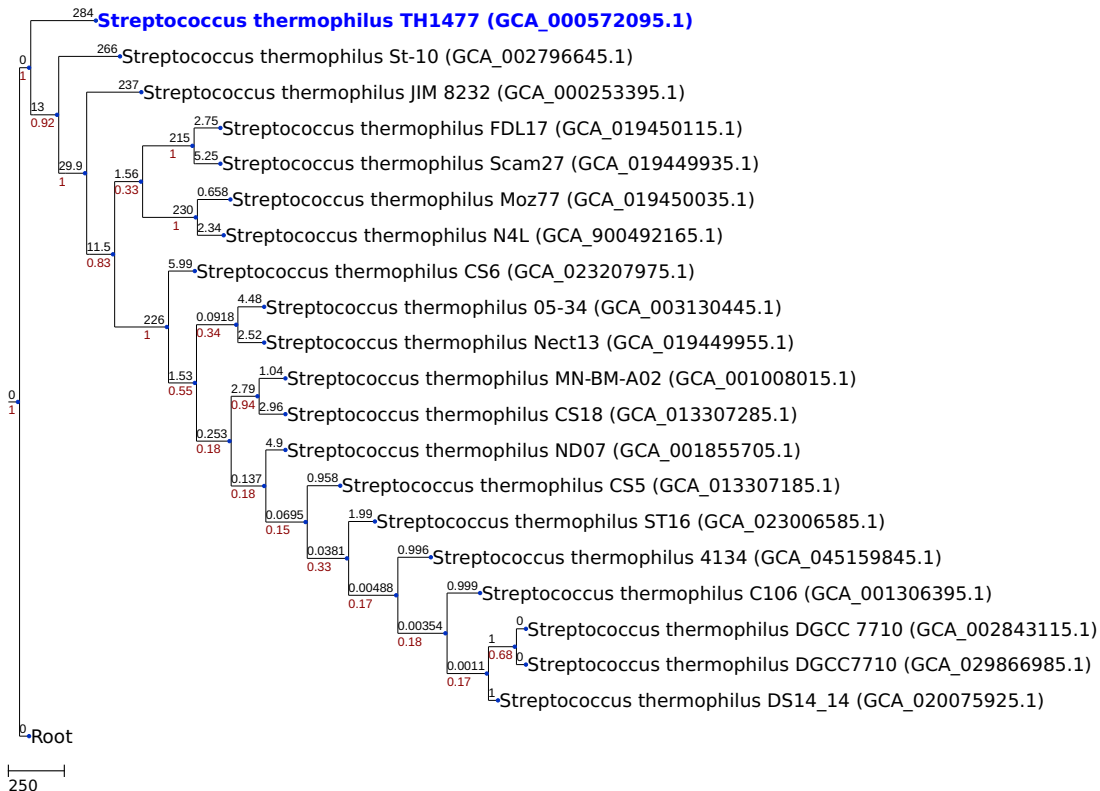 284 Streptococcus thermophilus TH1477 (GCA_000572095.1)
0
1
266 Streptococcus thermophilus St-10 (GCA_002796645.1)
237 Streptococcus thermophilus JIM 8232 (GCA_000253395.1)
13
0.92
2.75 Streptococcus thermophilus FDL17 (GCA_019450115.1)
215
1
5.25 Streptococcus thermophilus Scam27 (GCA_019449935.1)
29.9
1
1.56
0.33
0.658 Streptococcus thermophilus Moz77 (GCA_019450035.1)
230
1
2.34 Streptococcus thermophilus N4L (GCA_900492165.1)
11.5
0.83
5.99 Streptococcus thermophilus CS6 (GCA_023207975.1)
4.48 Streptococcus thermophilus 05-34 (GCA_003130445.1)
226
1
0.0918
0.34
2.52 Streptococcus thermophilus Nect13 (GCA_019449955.1)
1.53
0.55
1.04 Streptococcus thermophilus MN-BM-A02 (GCA_001008015.1)
2.79
0.94
0
1
2.96 Streptococcus thermophilus CS18 (GCA_013307285.1)
0.253
0.18
4.9 Streptococcus thermophilus ND07 (GCA_001855705.1)
0.137
0.18
0.958 Streptococcus thermophilus CS5 (GCA_013307185.1)
0.0695
0.15
1.99 Streptococcus thermophilus ST16 (GCA_023006585.1)
0.0381
0.33
0.996 Streptococcus thermophilus 4134 (GCA_045159845.1)
0.00488
0.17
0.999 Streptococcus thermophilus C106 (GCA_001306395.1)
0.00354
0.18
0 Streptococcus thermophilus DGCC 7710 (GCA_002843115.1)
1
0.68
0 Streptococcus thermophilus DGCC7710 (GCA_029866985.1)
0.0011
0.17
1 Streptococcus thermophilus DS14_14 (GCA_020075925.1)
0 Root
250